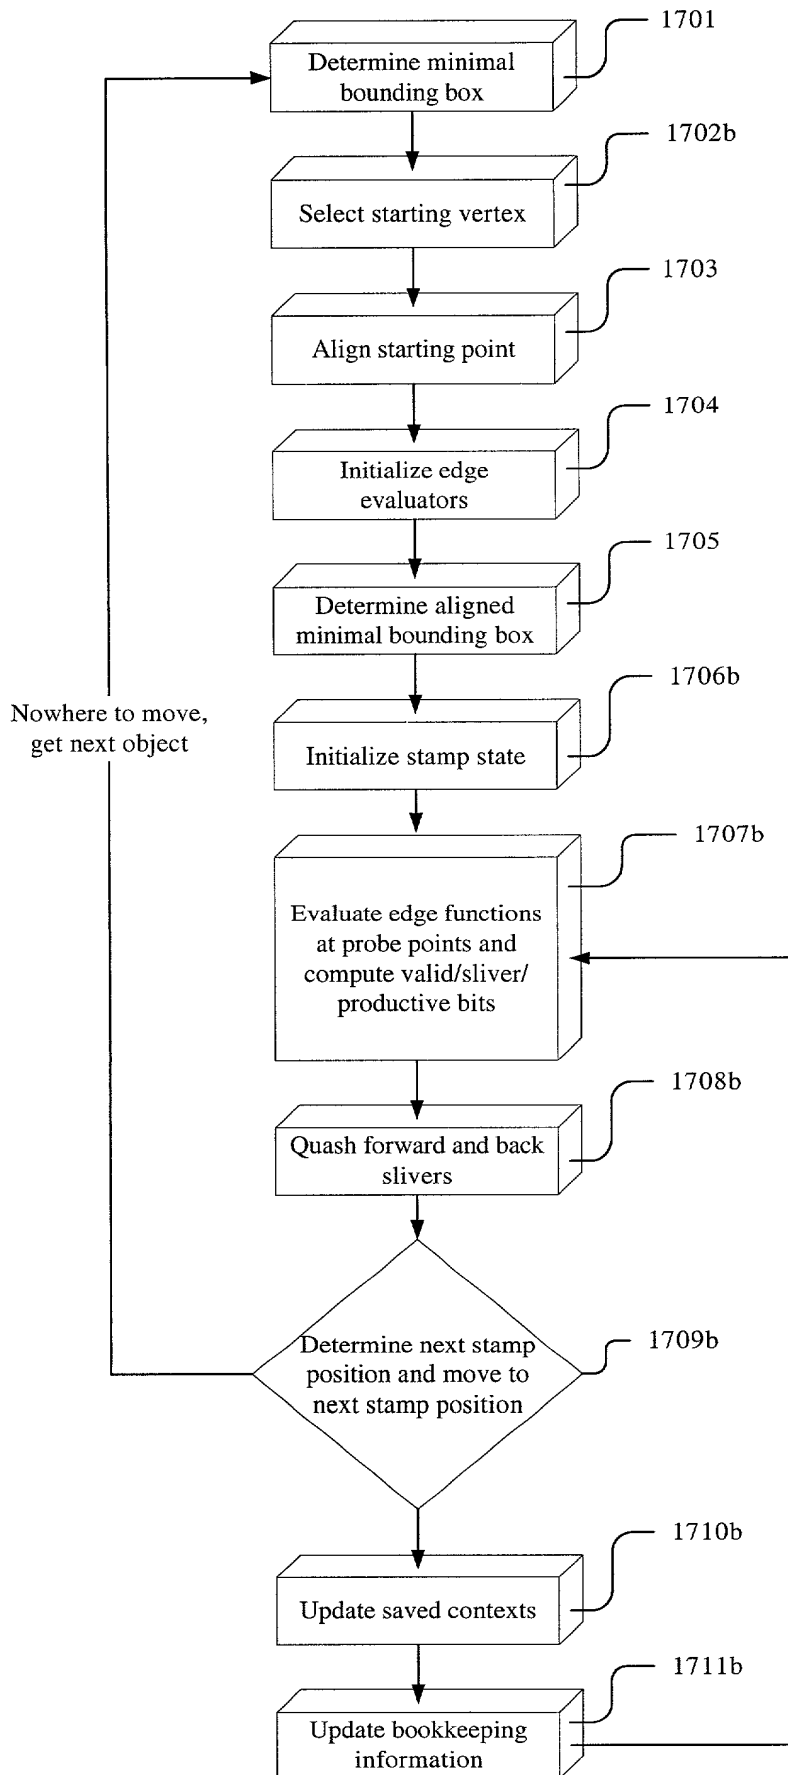 1701
Determine minimal
bounding box
1702b
Select starting vertex
1703
Align starting point
1704
Initialize edge
evaluators
1705
Determine aligned
minimal bounding box
1706b
Initialize stamp state
Nowhere to move,
get next object
1707b
Evaluate edge functions
at probe points and
compute valid/sliver/
productive bits
1708b
Quash forward and back
slivers
1709b
Determine next stamp
position and move to
next stamp position
1710b
Update saved contexts
1711b
Update bookkeeping
information